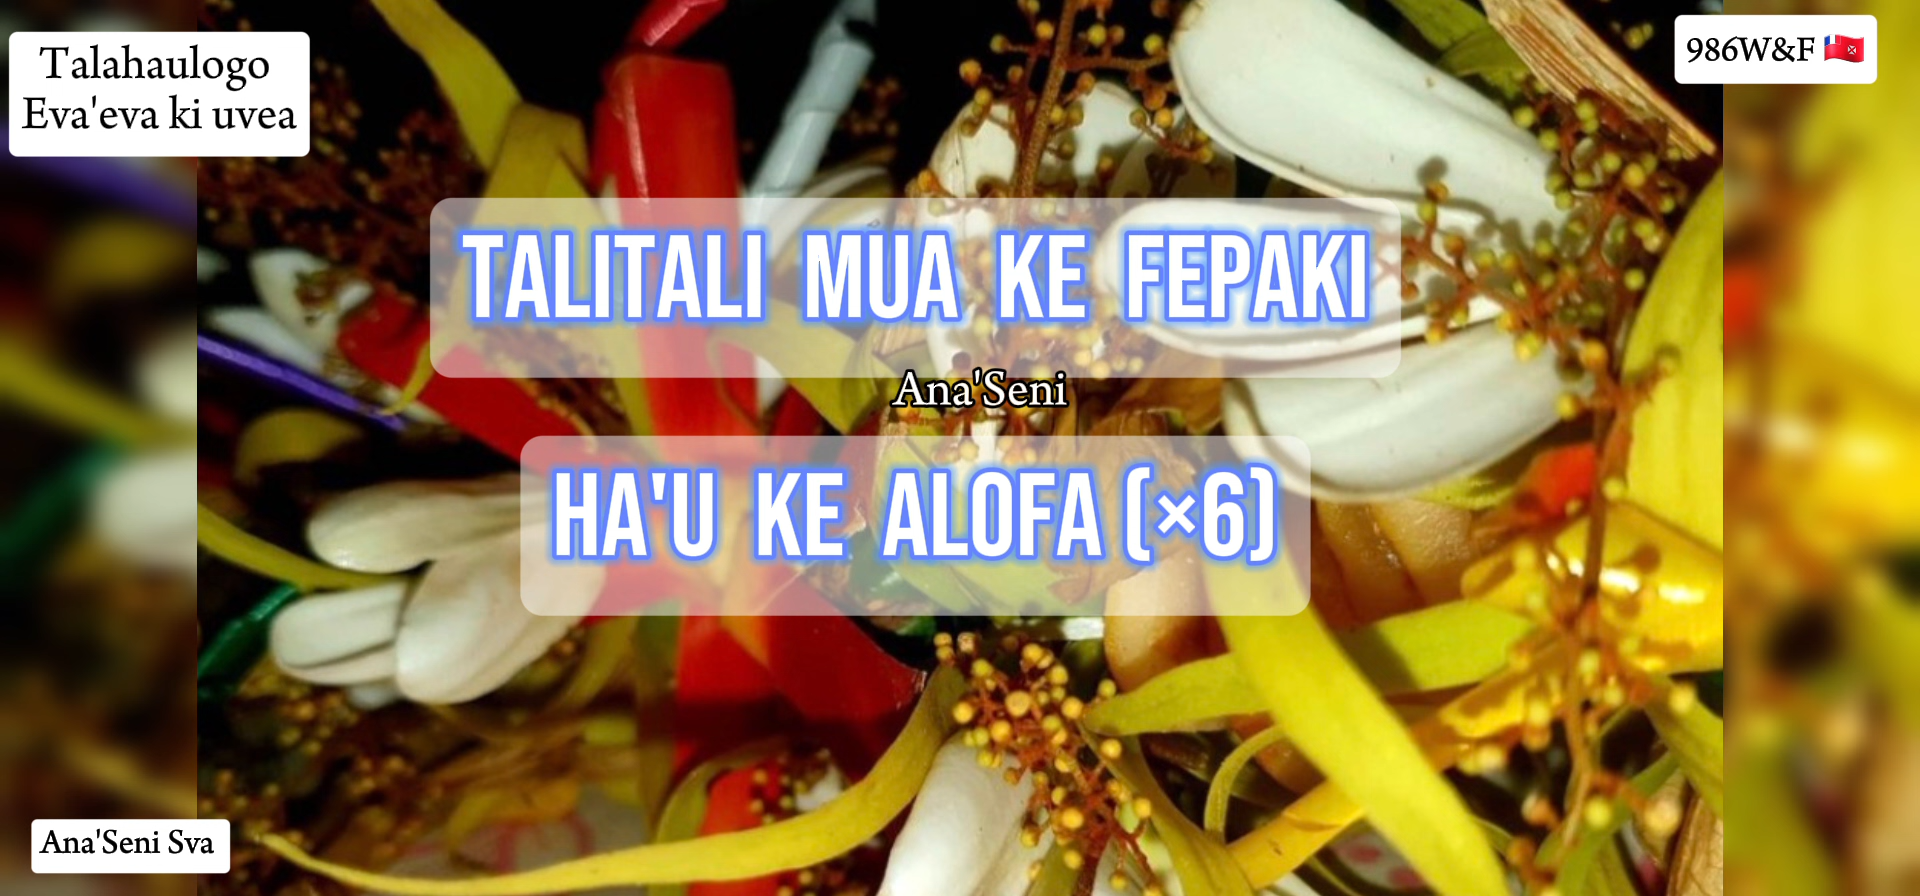 Talahaulogo
Eva'eva ki uvea
986W&F 🇼🇫
TALITALI MUA KE FEPAKI
Ana'Seni
HA'U KE ALOFA (×6)
Ana'Seni Sva